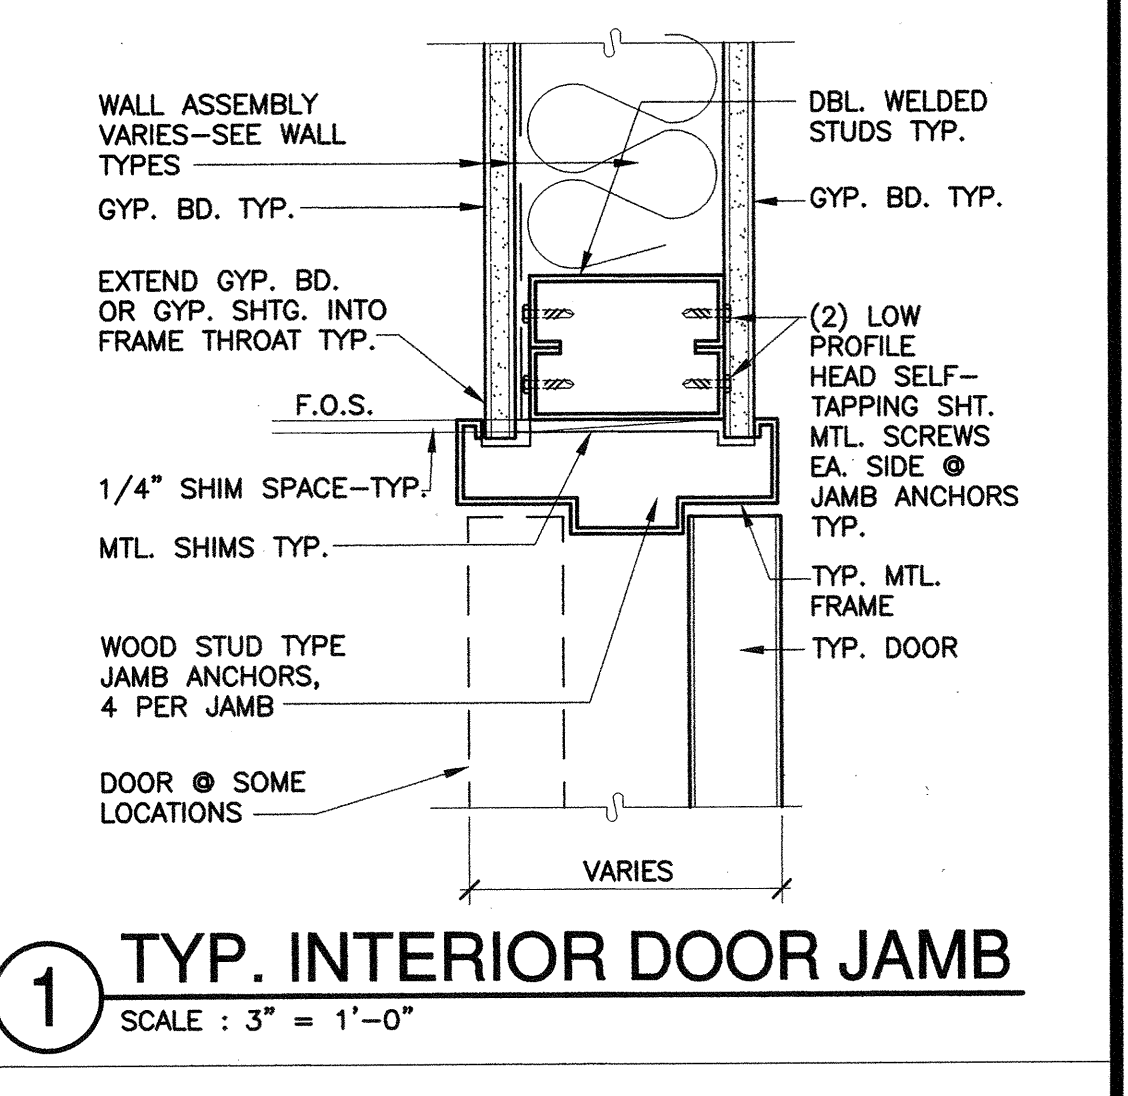 WALL ASSEMBLY
VARIES-SEE WALL
TYPES
GYP. BD. TYP.
EXTEND GYP. BD.
OR GYP. SHTG. INTO
FRAME THROAT TYP.
F.O.S.
1/4" SHIM SPACE-TYP.
MTL. SHIMS TYP.
WOOD STUD TYPE
JAMB ANCHORS,
4 PER JAMB
DOOR @ SOME
LOCATIONS
DBL. WELDED
STUDS TYP.
GYP. BD. TYP.
(2) LOW
PROFILE
HEAD SELF-
TAPPING SHT.
MTL. SCREWS
EA. SIDE @
JAMB ANCHORS
TYP.
TYP. MTL.
FRAME
TYP. DOOR
VARIES
1
TYP. INTERIOR DOOR JAMB
SCALE : 3" = 1'-0"